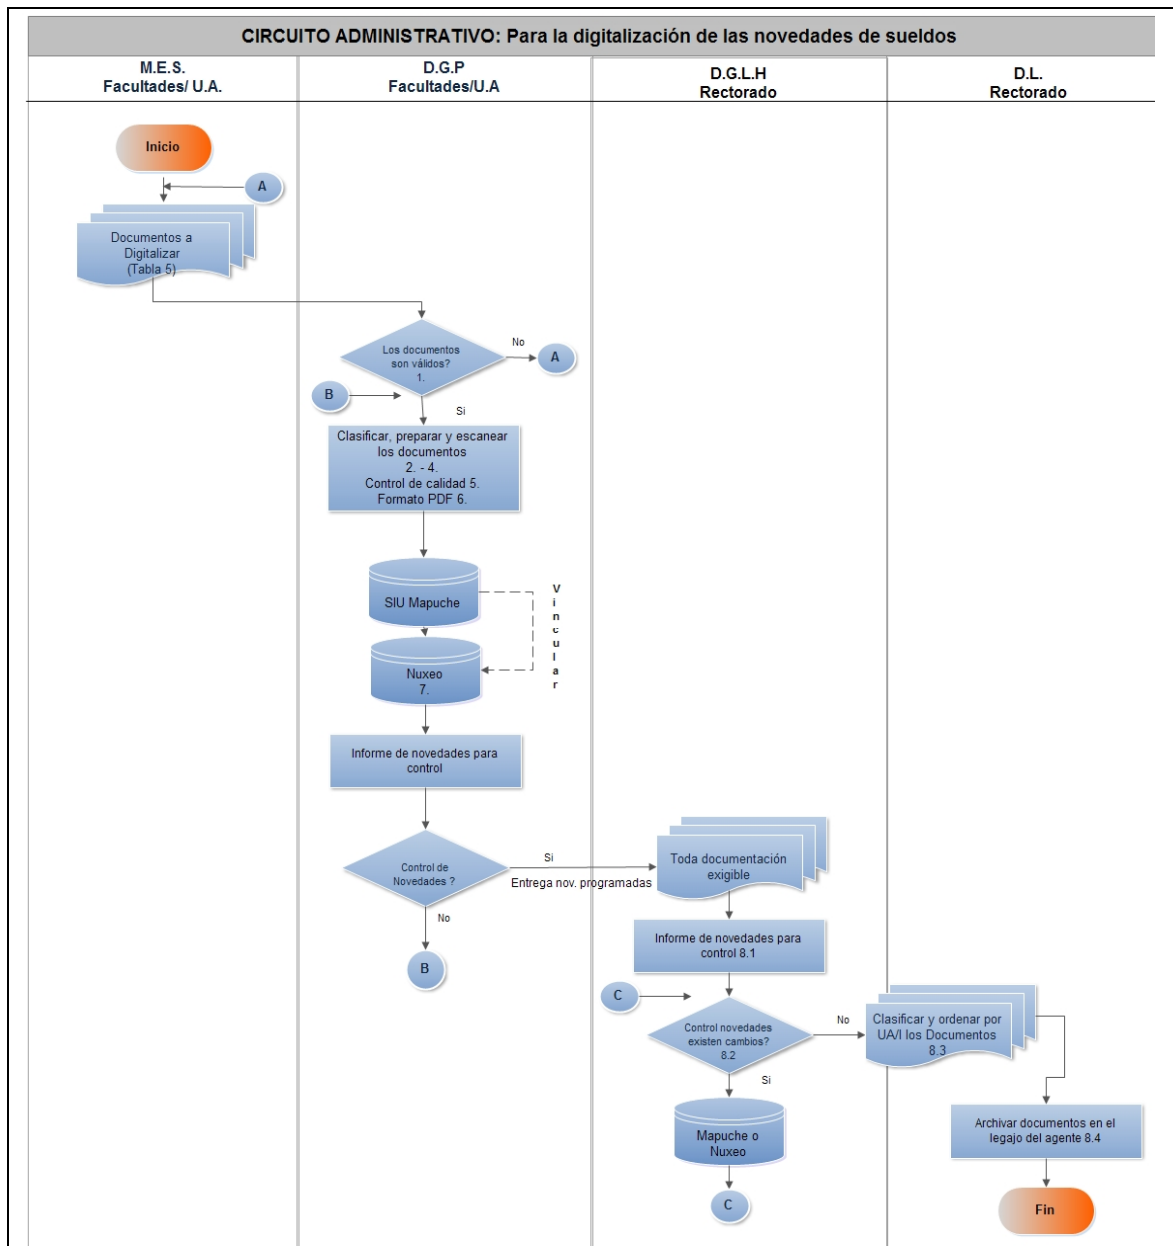 CIRCUITO ADMINISTRATIVO: Para la digitalización de las novedades de sueldos
M.E.S.
Facultades/ U.A.
D.G.P
Facultades/U.A
D.G.L.H
Rectorado
D.L.
Rectorado
Inicio
A
Documentos a
Digitalizar
(Tabla 5)
Los documentos
son válidos?
1.
No
A
B
Si
Clasificar, preparar y escanear
los documentos
2. - 4.
Control de calidad 5.
Formato PDF 6.
SIU Mapuche
Vincular
Nuxeo
7.
Informe de novedades para
control
Control de
Novedades ?
Si
Entrega nov. programadas
No
B
Toda documentación
exigible
Informe de novedades para
control 8.1
C
Control novedades
existen cambios?
8.2
No
Si
Mapuche o
Nuxeo
C
Clasificar y ordenar por
UA/I los Documentos
8.3
Archivar documentos en el
legajo del agente 8.4
Fin